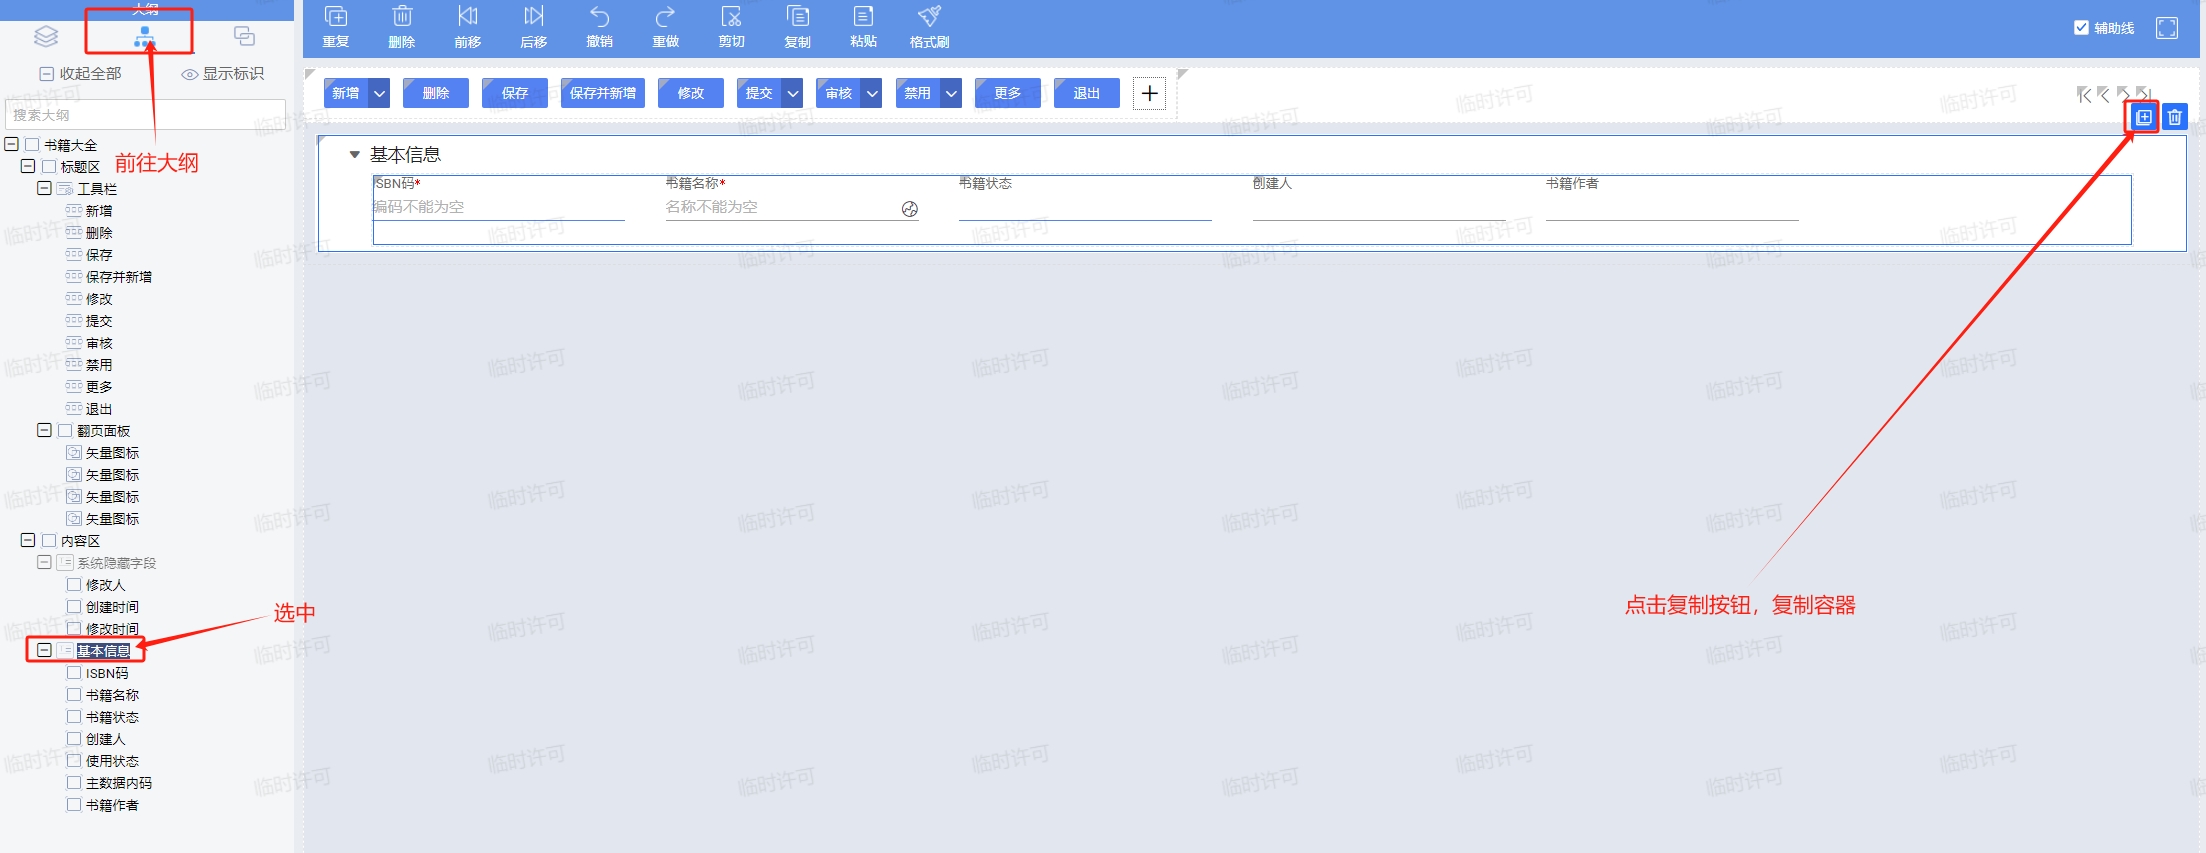 大纲
收起全部 显示标识
搜索大纲
前往大纲
书籍大全
标题区
工具栏
新增
删除
保存
保存并新增
修改
提交
审核
禁用
更多
退出
翻页面板
矢量图标
矢量图标
矢量图标
矢量图标
内容区
系统隐藏字段
修改人
创建时间
修改时间
基本信息
ISBN码
书籍名称
书籍状态
创建人
使用状态
主数据内码
书籍作者
选中
重复 删除 前移 后移 撤销 重做 剪切 复制 粘贴 格式刷 辅助线
新增 删除 保存 保存并新增 修改 提交 审核 禁用 更多 退出
基本信息
ISBN码* 书籍名称* 书籍状态 创建人 书籍作者
编码不能为空 名称不能为空
点击复制按钮，复制容器
临时许可